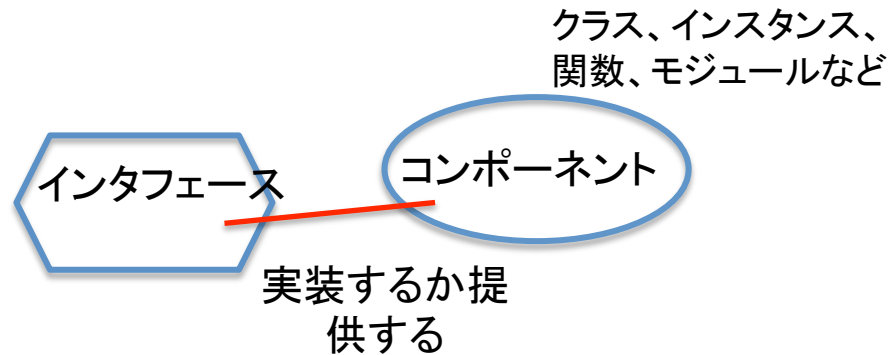 クラス、インスタンス、
関数、モジュールなど
インタフェース
コンポーネント
実装するか提
供する